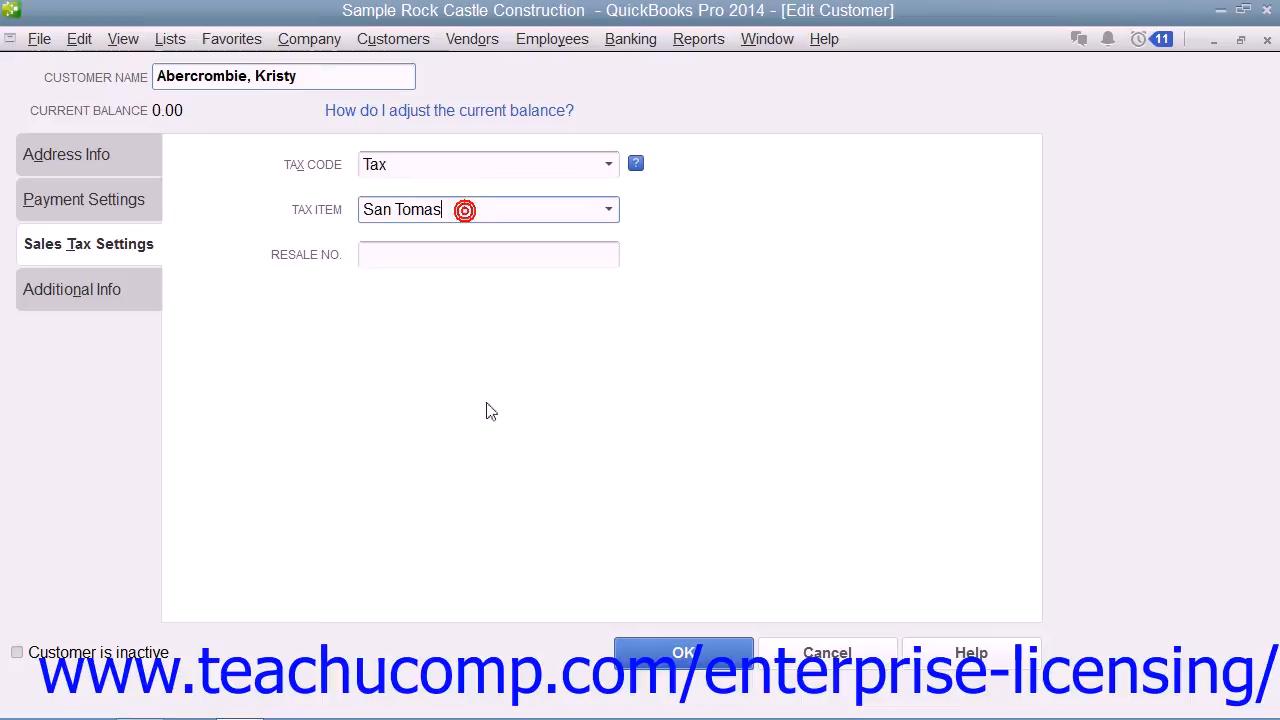 Sample Rock Castle Construction - QuickBooks Pro 2014 - [Edit Customer]
File Edit View Lists Favorites Company Customers Vendors Employees Banking Reports Window Help 11
CUSTOMER NAME Abercrombie, Kristy
CURRENT BALANCE 0.00 How do I adjust the current balance?
Address Info
Payment Settings
Sales Tax Settings
Additional Info
TAX CODE Tax ?
TAX ITEM San Tomas
RESALE NO.
Customer is inactive
OK Cancel Help
www.teachucomp.com/enterprise-licensing/